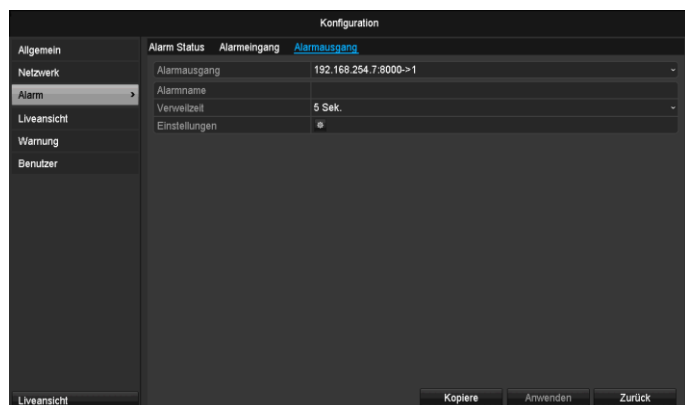 Konfiguration
Allgemein
Netzwerk
Alarm
Liveansicht
Warnung
Benutzer
Liveansicht
Alarm Status Alarmeingang Alarmausgang
Alarmausgang 192.168.254.7:8000->1
Alarmname
Verweilzeit 5 Sek.
Einstellungen
Kopiere Anwenden Zurück